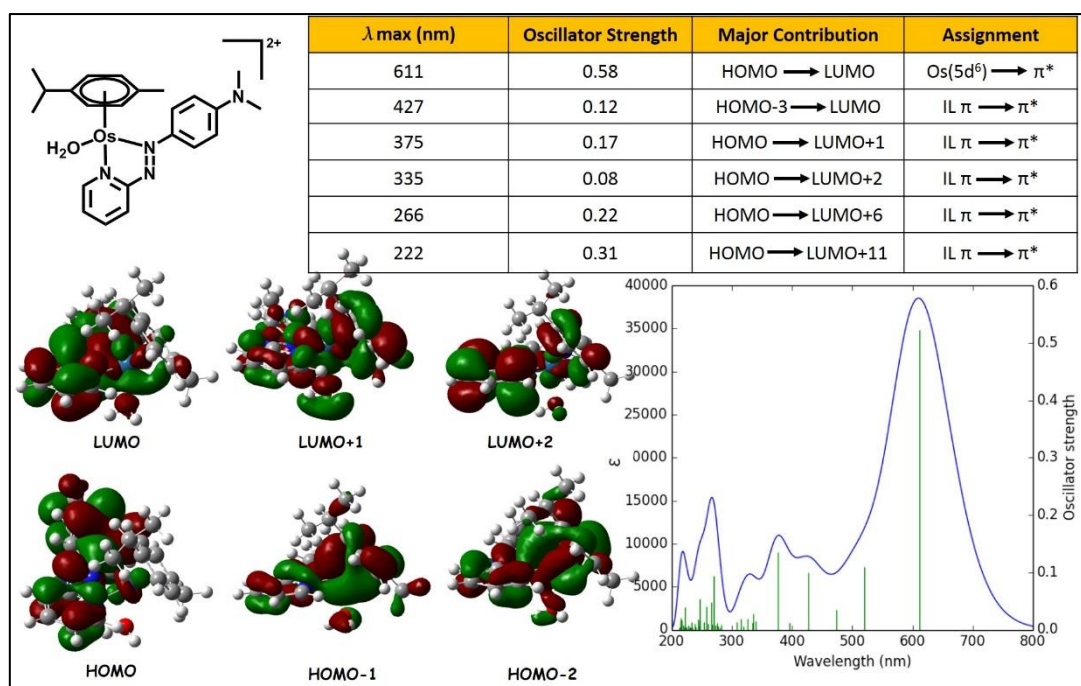 2+
N
Os
N
H₂O
N
N
λ max (nm) Oscillator Strength Major Contribution Assignment
611 0.58 HOMO → LUMO Os(5d⁶) → π*
427 0.12 HOMO-3 → LUMO IL π → π*
375 0.17 HOMO → LUMO+1 IL π → π*
335 0.08 HOMO → LUMO+2 IL π → π*
266 0.22 HOMO → LUMO+6 IL π → π*
222 0.31 HOMO → LUMO+11 IL π → π*
LUMO LUMO+1 LUMO+2
HOMO HOMO-1 HOMO-2
40000 0.6
35000
30000 0.5
25000 0.4
0000 0.3
15000
10000 0.2
5000 0.1
0 0.0
200 300 400 500 600 700 800
Wavelength (nm)
ε
Oscillator strength